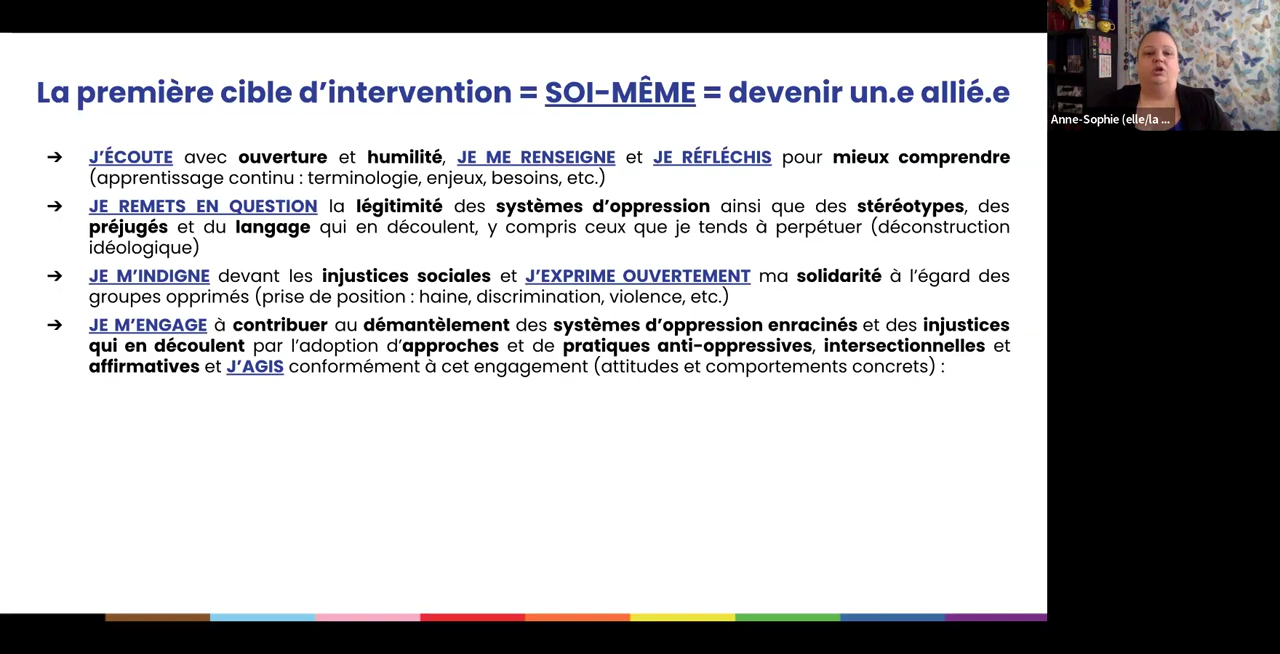 La première cible d'intervention = SOI-MÊME = devenir un.e allié.e
➔ J'ÉCOUTE avec ouverture et humilité, JE ME RENSEIGNE et JE RÉFLÉCHIS pour mieux comprendre
(apprentissage continu : terminologie, enjeux, besoins, etc.)
➔ JE REMETS EN QUESTION la légitimité des systèmes d'oppression ainsi que des stéréotypes, des
préjugés et du langage qui en découlent, y compris ceux que je tends à perpétuer (déconstruction
idéologique)
➔ JE M'INDIGNE devant les injustices sociales et J'EXPRIME OUVERTEMENT ma solidarité à l'égard des
groupes opprimés (prise de position : haine, discrimination, violence, etc.)
➔ JE M'ENGAGE à contribuer au démantèlement des systèmes d'oppression enracinés et des injustices
qui en découlent par l'adoption d'approches et de pratiques anti-oppressives, intersectionnelles et
affirmatives et J'AGIS conformément à cet engagement (attitudes et comportements concrets) :
Anne-Sophie (elle/la ...